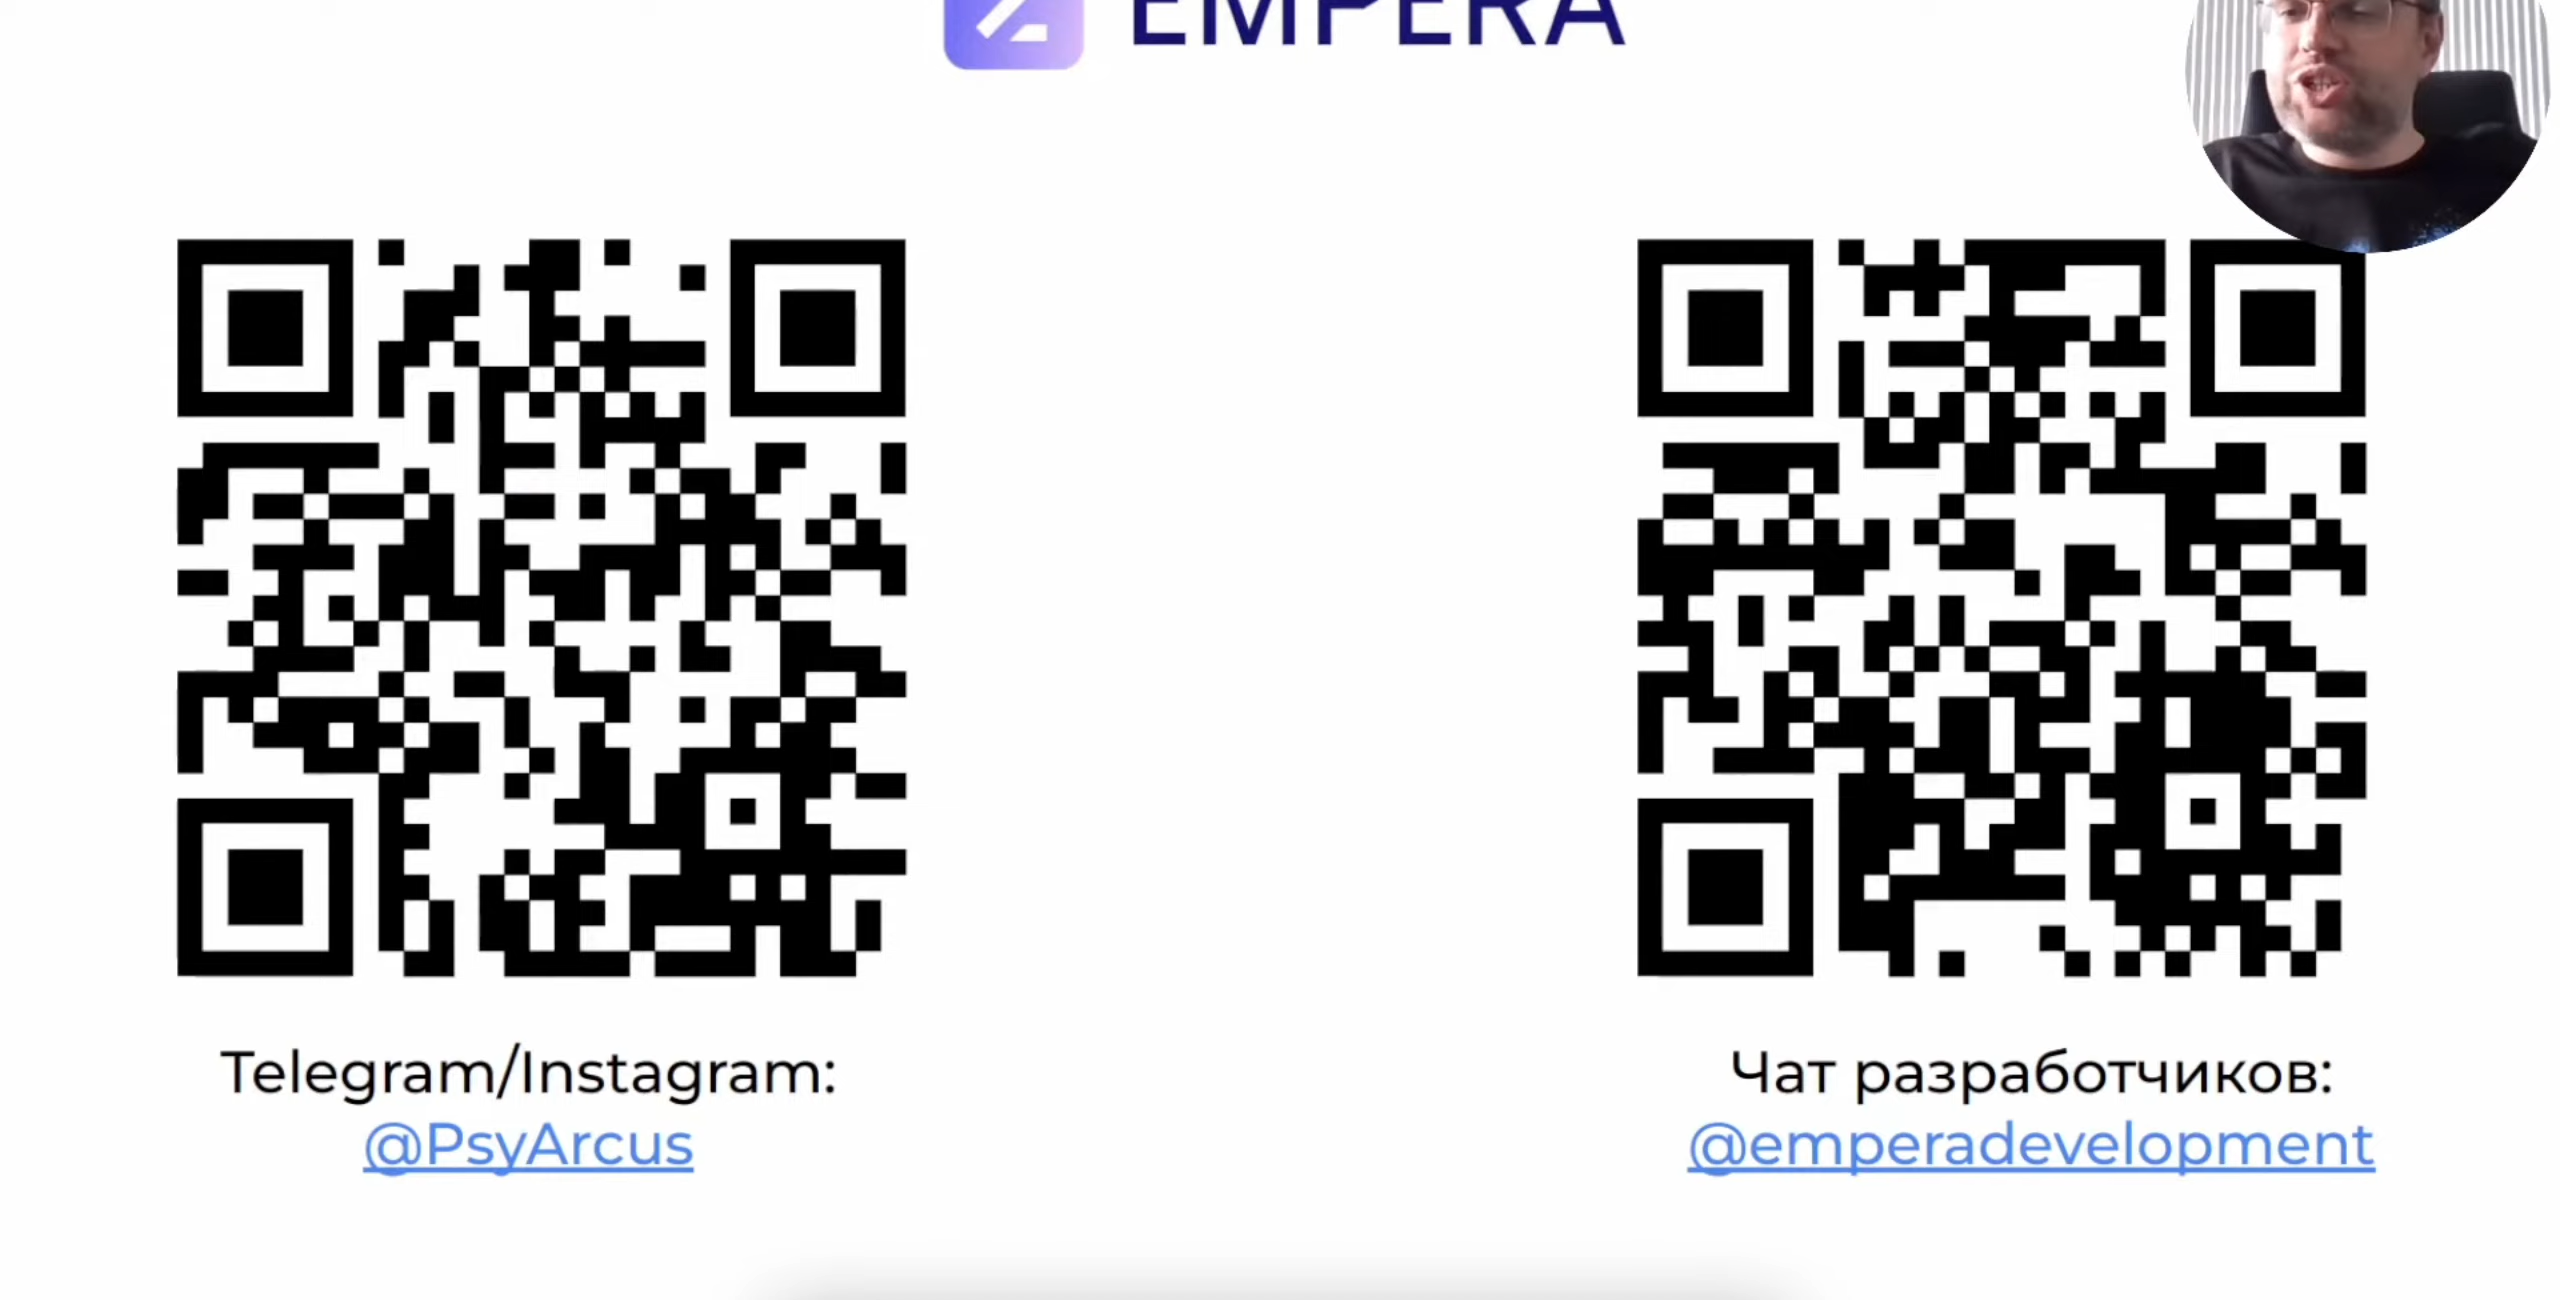 EMPERA
Telegram/Instagram:
@PsyArcus
Чат разработчиков:
@emperadevelopment